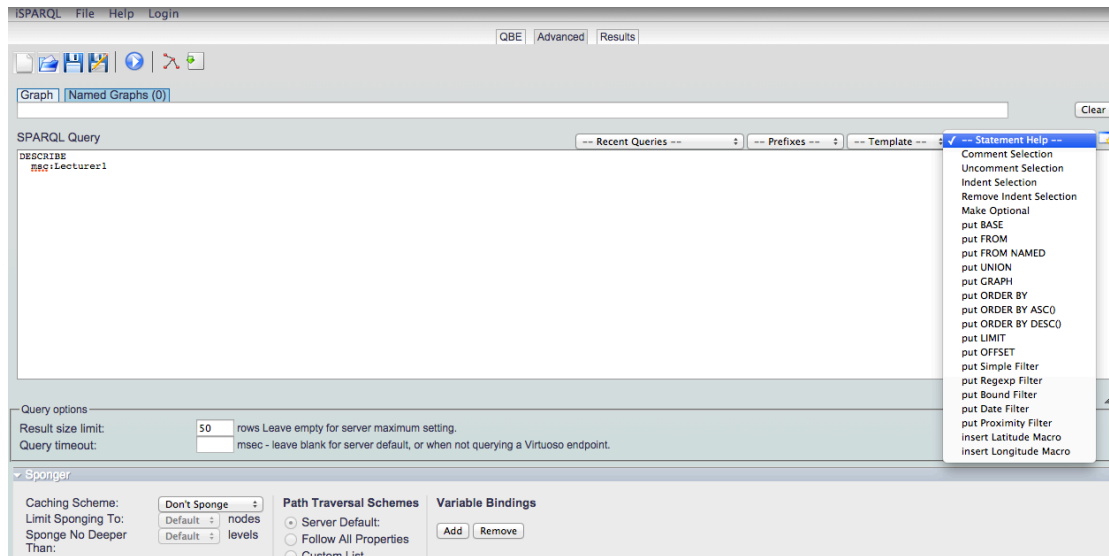 iSPARQL File Help Login
QBE Advanced Results
Graph Named Graphs (0)
Clear
SPARQL Query
-- Recent Queries -- -- Prefixes -- -- Template -- ✓ -- Statement Help --
DESCRIBE
msc:Lecturer1
Comment Selection
Uncomment Selection
Indent Selection
Remove Indent Selection
Make Optional
put BASE
put FROM
put FROM NAMED
put UNION
put GRAPH
put ORDER BY
put ORDER BY ASC()
put ORDER BY DESC()
put LIMIT
put OFFSET
put Simple Filter
put Regexp Filter
put Bound Filter
put Date Filter
put Proximity Filter
insert Latitude Macro
insert Longitude Macro
Query options
Result size limit: 50 rows Leave empty for server maximum setting.
Query timeout: msec - leave blank for server default, or when not querying a Virtuoso endpoint.
Sponger
Caching Scheme: Don't Sponge Path Traversal Schemes Variable Bindings
Limit Sponging To: Default nodes Server Default: Add Remove
Sponge No Deeper Default levels Follow All Properties
Than: Custom List